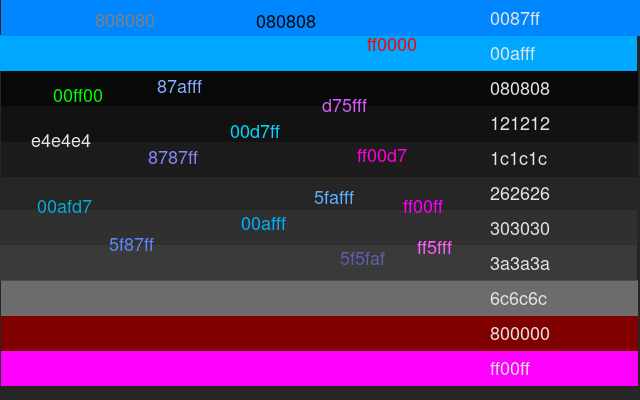 808080 080808 0087ff
ff0000 00afff
00ff00 87afff 080808
d75fff
e4e4e4 00d7ff 121212
8787ff ff00d7 1c1c1c
00afd7 5fafff ff00ff 262626
00afff 303030
5f87ff 5f5faf ff5fff 3a3a3a
6c6c6c
800000
ff00ff